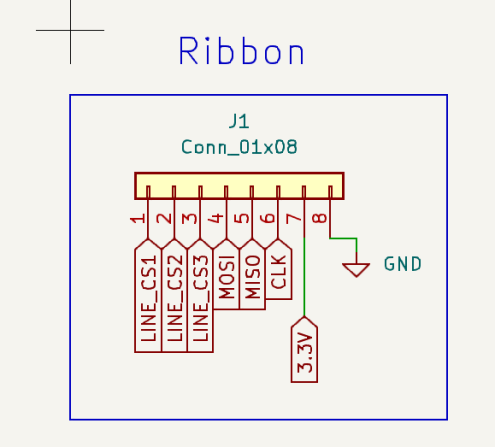 Ribbon
J1
Conn_01x08
1 2 3 4 5 6 7 8
LINE_CS1
LINE_CS2
LINE_CS3
MOSI
MISO
CLK
3.3V
GND